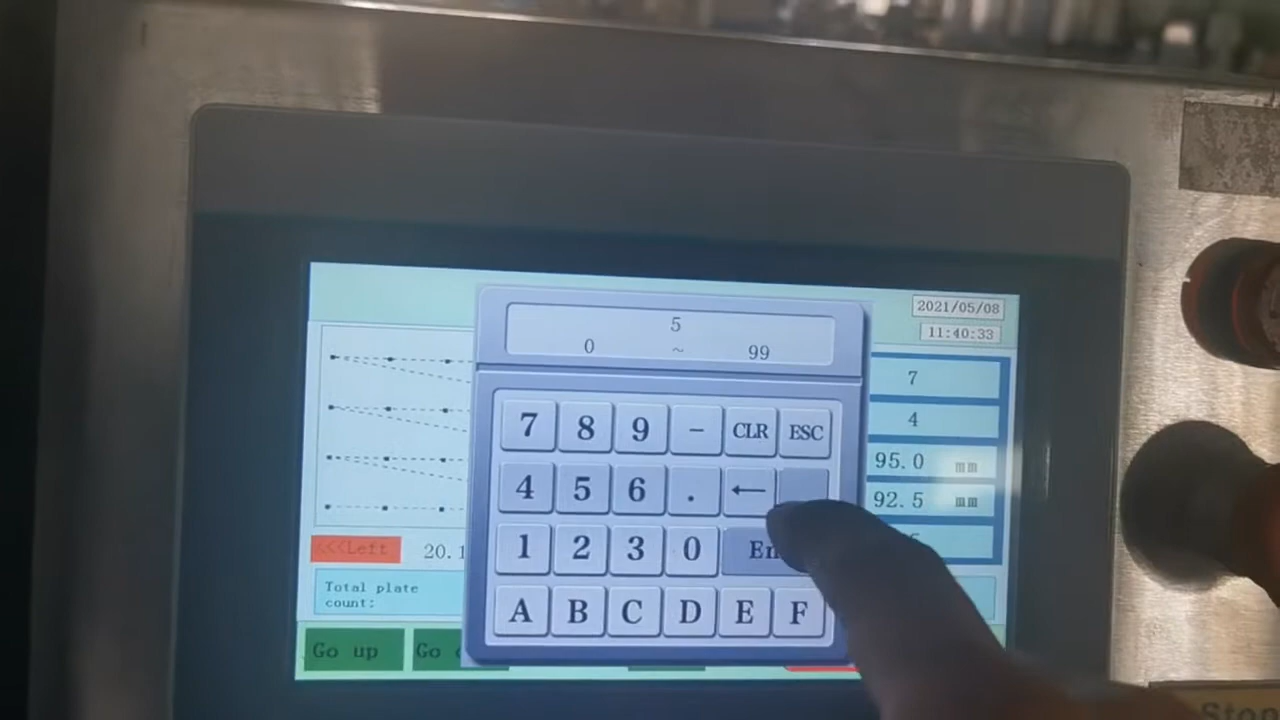 2021/05/08
11:40:33
5
0 ~ 99
7
4
95.0 mm
92.5 mm
7 8 9 - CLR ESC
4 5 6 . ←
1 2 3 0
A B C D E F
<<<Left 20.1
Total plate
count:
Go up Go
Stop